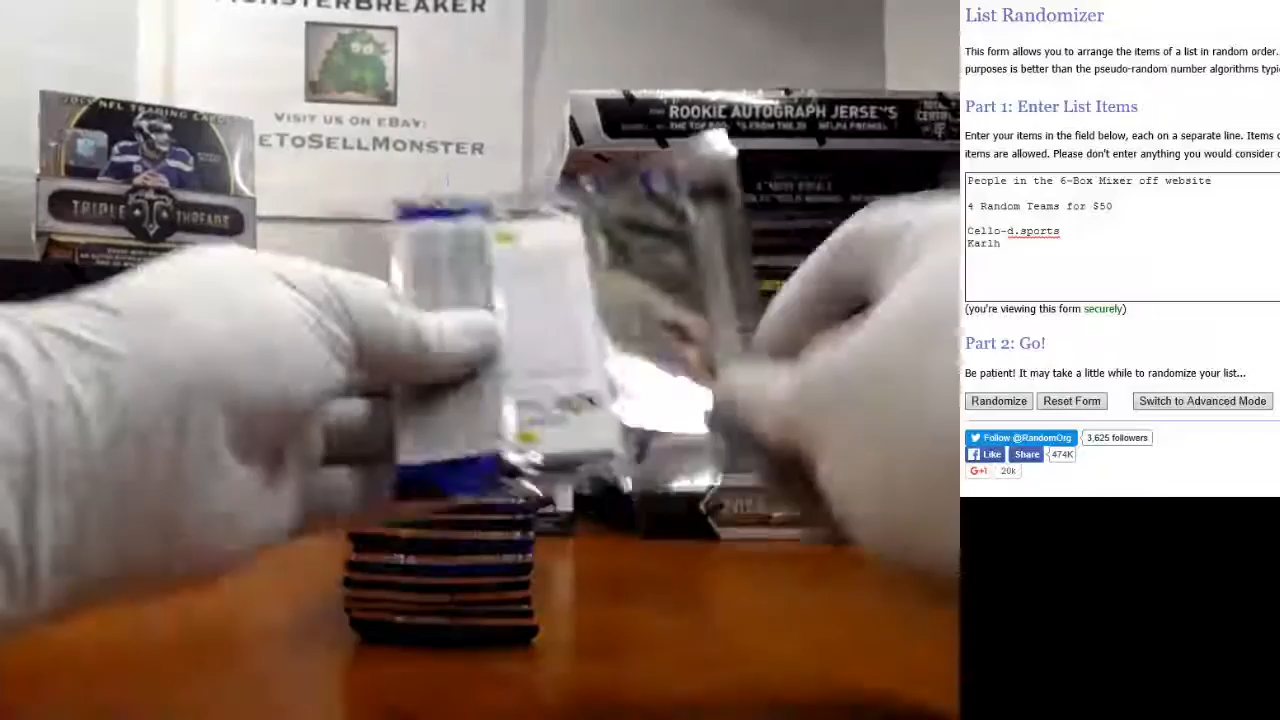 MONSTERBREAKER
VISIT US ON EBAY:
ETOSELLMONSTER
NFL TRADING CARDS
TRIPLE THREADS
ROOKIE AUTOGRAPH JERSEYS
List Randomizer
This form allows you to arrange the items of a list in random order.
purposes is better than the pseudo-random number algorithms typic
Part 1: Enter List Items
Enter your items in the field below, each on a separate line. Items c
items are allowed. Please don't enter anything you would consider c
People in the 6-Box Mixer off website
4 Random Teams for $50
Cello-d.sports
Karlh
(you're viewing this form securely)
Part 2: Go!
Be patient! It may take a little while to randomize your list...
Randomize Reset Form Switch to Advanced Mode
Follow @RandomOrg 3,625 followers
Like Share 474K
G+1 20k